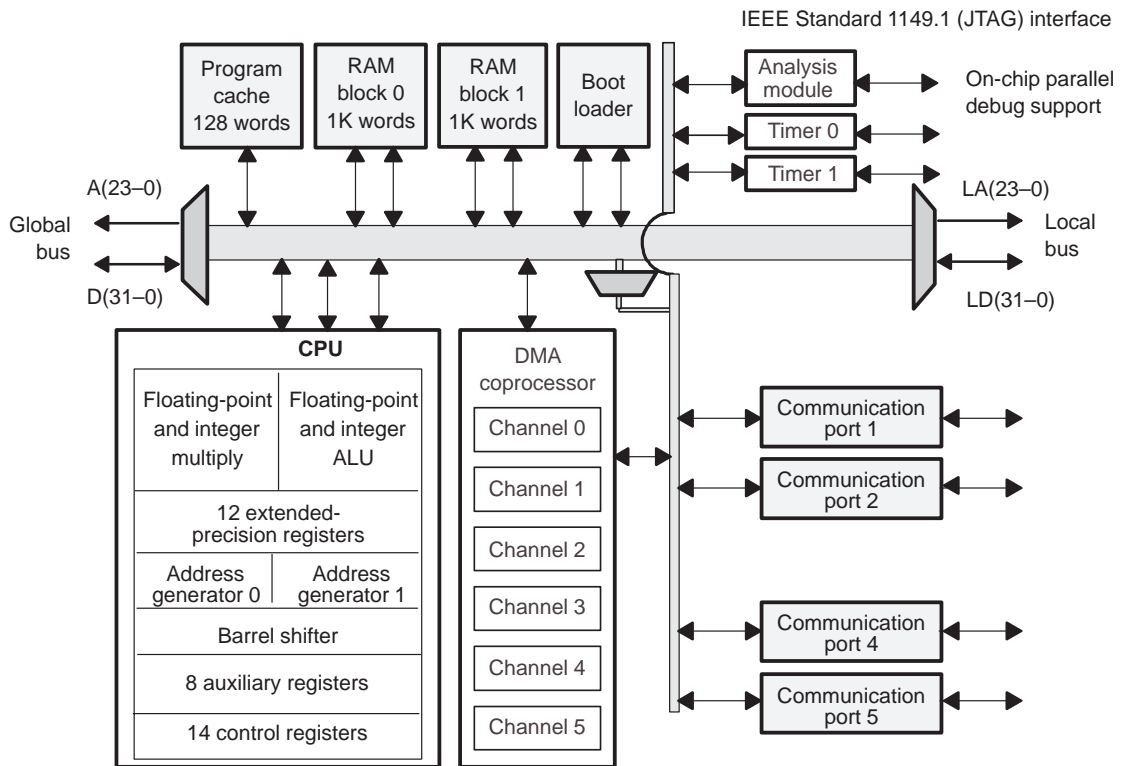 IEEE Standard 1149.1 (JTAG) interface
Program
cache
128 words
RAM
block 0
1K words
RAM
block 1
1K words
Boot
loader
Analysis
module
On-chip parallel
debug support
Timer 0
Timer 1
A(23–0)
Global
bus
D(31–0)
LA(23–0)
Local
bus
LD(31–0)
CPU
Floating-point
and integer
multiply
Floating-point
and integer
ALU
12 extended-
precision registers
Address
generator 0
Address
generator 1
Barrel shifter
8 auxiliary registers
14 control registers
DMA
coprocessor
Channel 0
Channel 1
Channel 2
Channel 3
Channel 4
Channel 5
Communication
port 1
Communication
port 2
Communication
port 4
Communication
port 5